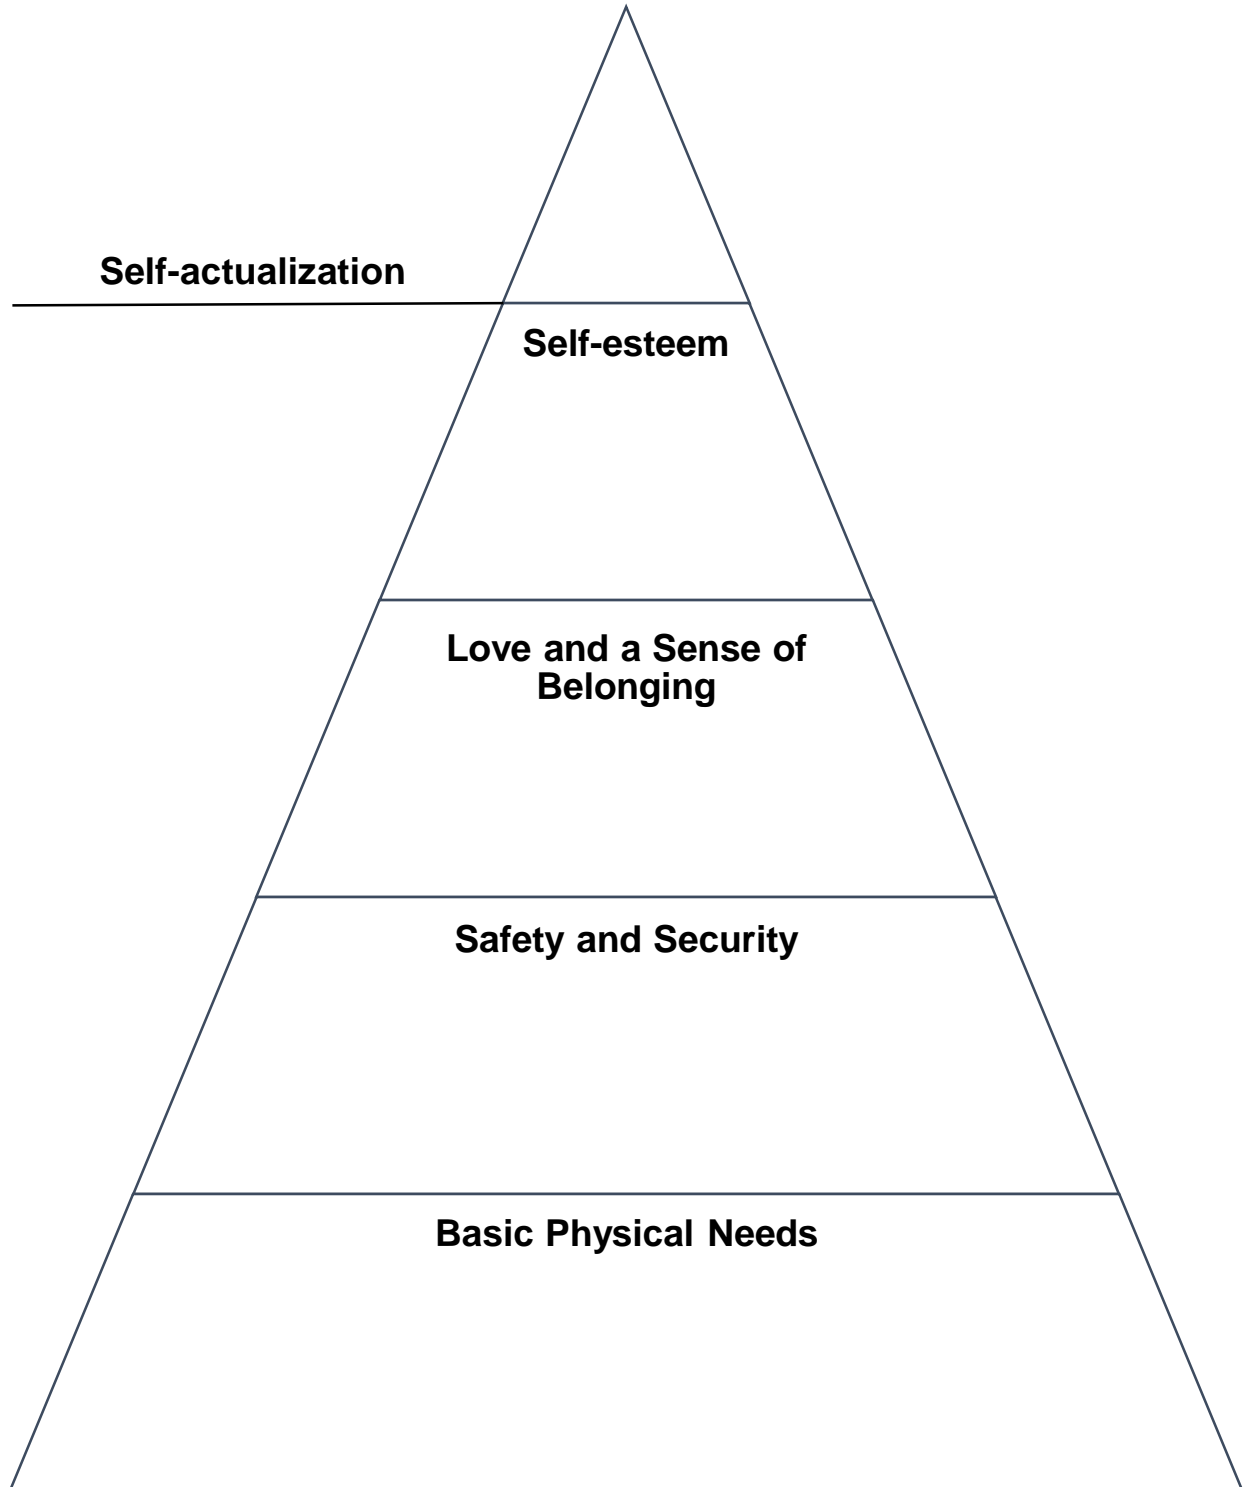 Self-actualization
Self-esteem
Love and a Sense of
Belonging
Safety and Security
Basic Physical Needs